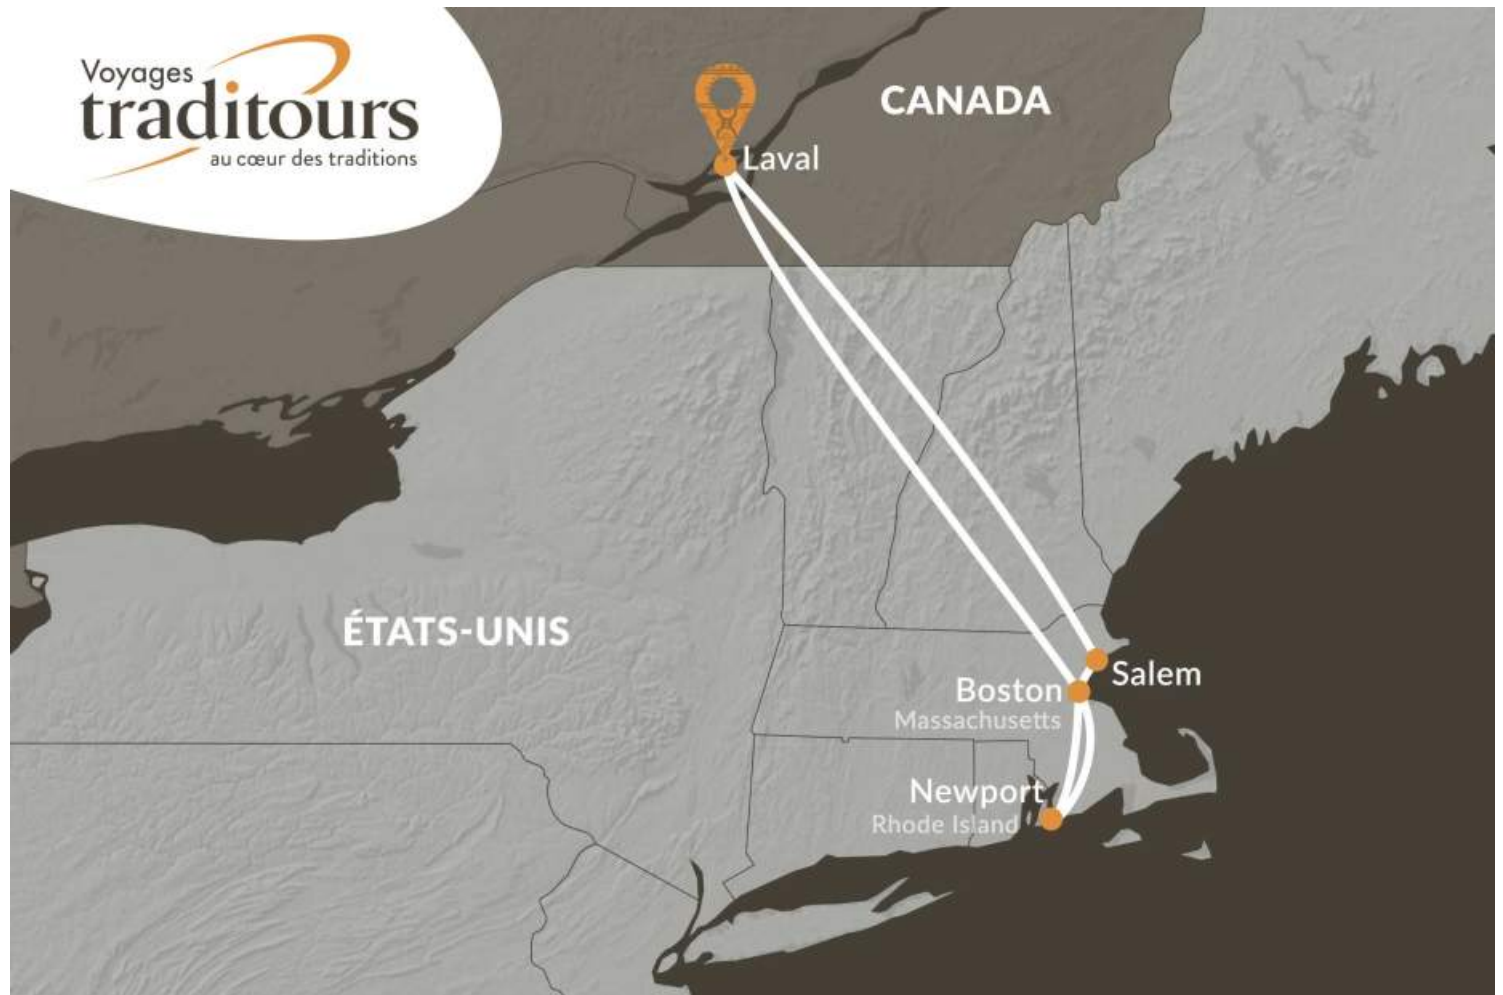 Voyages
traditours
au cœur des traditions
CANADA
Laval
ÉTATS-UNIS
Salem
Boston
Massachusetts
Newport
Rhode Island